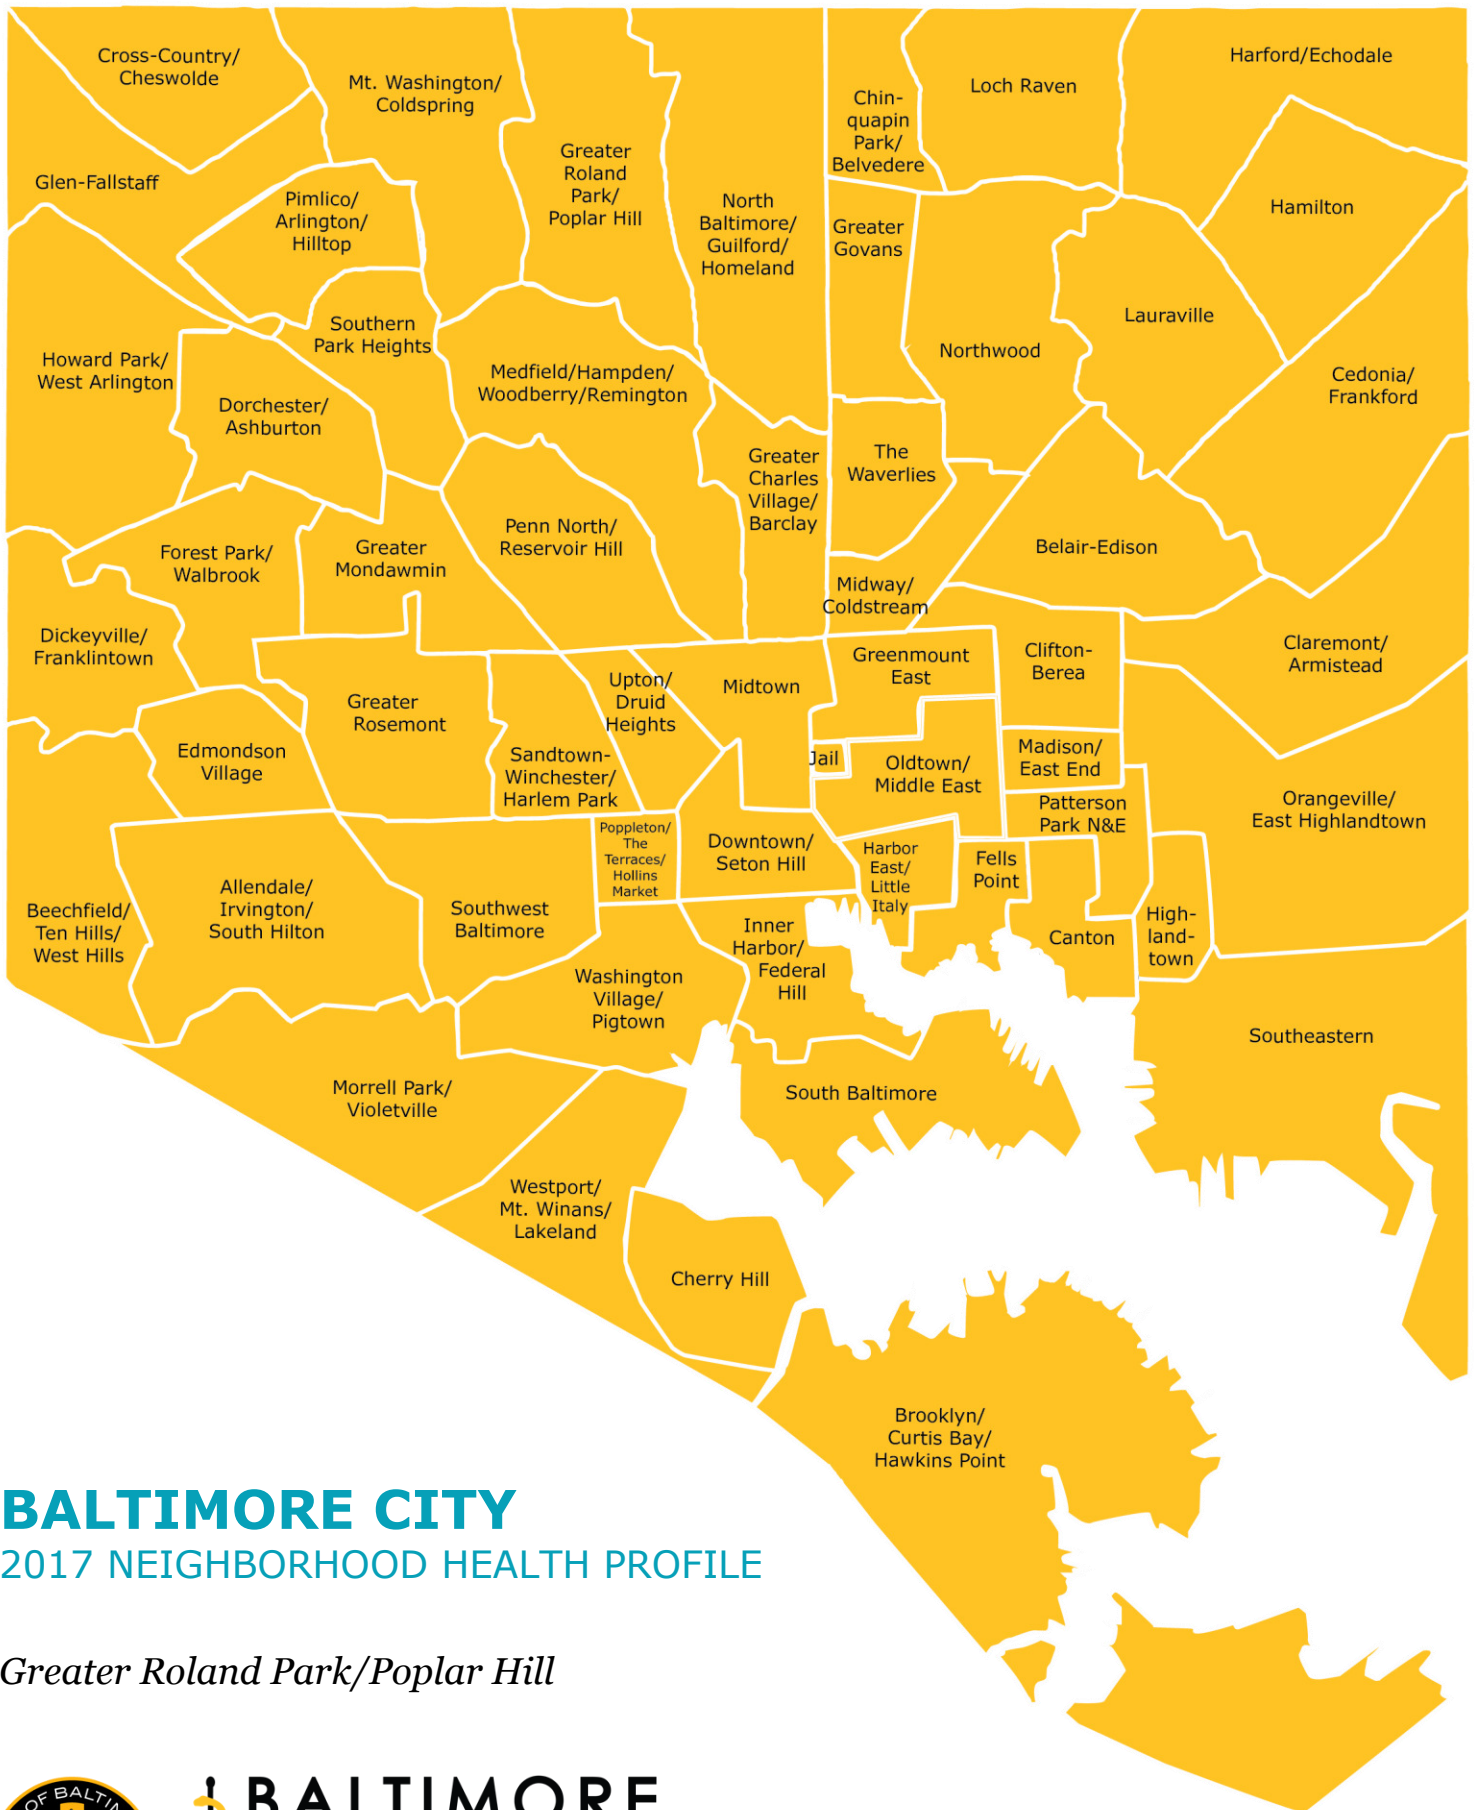 Cross-Country/
Cheswolde
Mt. Washington/
Coldspring
Greater
Roland
Park/
Poplar Hill
North
Baltimore/
Guilford/
Homeland
Chin-
quapin
Park/
Belvedere
Loch Raven
Harford/Echodale
Glen-Fallstaff
Pimlico/
Arlington/
Hilltop
Greater
Govans
Hamilton
Southern
Park Heights
Lauraville
Northwood
Howard Park/
West Arlington
Medfield/Hampden/
Woodberry/Remington
Cedonia/
Frankford
Dorchester/
Ashburton
Greater
Charles
Village/
Barclay
The
Waverlies
Penn North/
Reservoir Hill
Forest Park/
Walbrook
Greater
Mondawmin
Belair-Edison
Midway/
Coldstream
Dickeyville/
Franklintown
Greenmount
East
Clifton-
Berea
Claremont/
Armistead
Greater
Rosemont
Upton/
Druid
Heights
Midtown
Edmondson
Village
Sandtown-
Winchester/
Harlem Park
Jail
Oldtown/
Middle East
Madison/
East End
Patterson
Park N&E
Orangeville/
East Highlandtown
Poppleton/
The
Terraces/
Hollins
Market
Downtown/
Seton Hill
Harbor
East/
Little
Italy
Fells
Point
Beechfield/
Ten Hills/
West Hills
Allendale/
Irvington/
South Hilton
Southwest
Baltimore
Inner
Harbor/
Federal
Hill
Canton
High-
land-
town
Washington
Village/
Pigtown
Southeastern
Morrell Park/
Violetville
South Baltimore
Westport/
Mt. Winans/
Lakeland
Cherry Hill
Brooklyn/
Curtis Bay/
Hawkins Point
BALTIMORE CITY
2017 NEIGHBORHOOD HEALTH PROFILE
Greater Roland Park/Poplar Hill
OF BALTI
BALTIMORE